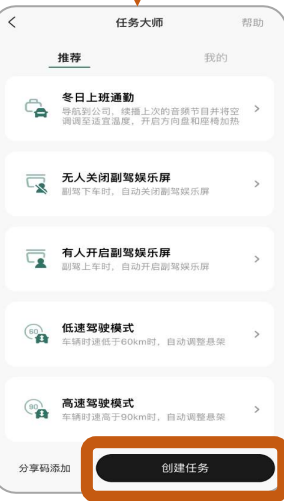 任务大师
帮助
推荐
我的
冬日上班通勤
导航到公司，续播上次的音频节目并将空
调调至适宜温度，开启方向盘和座椅加热
无人关闭副驾娱乐屏
副驾下车时，自动关闭副驾娱乐屏
有人开启副驾娱乐屏
副驾上车时，自动开启副驾娱乐屏
60
低速驾驶模式
车辆时速低于60km时，自动调整悬架
90
高速驾驶模式
车辆时速高于90km时，自动调整悬架
分享码添加
创建任务